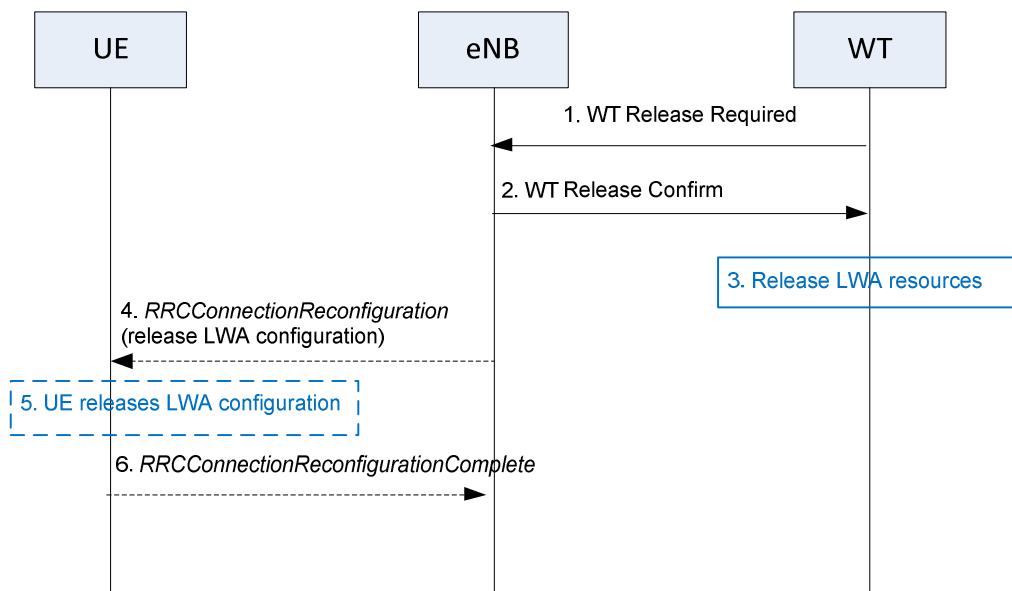 UE
eNB
WT
1. WT Release Required
2. WT Release Confirm
3. Release LWA resources
4. RRCConnectionReconfiguration
(release LWA configuration)
5. UE releases LWA configuration
6. RRCConnectionReconfigurationComplete